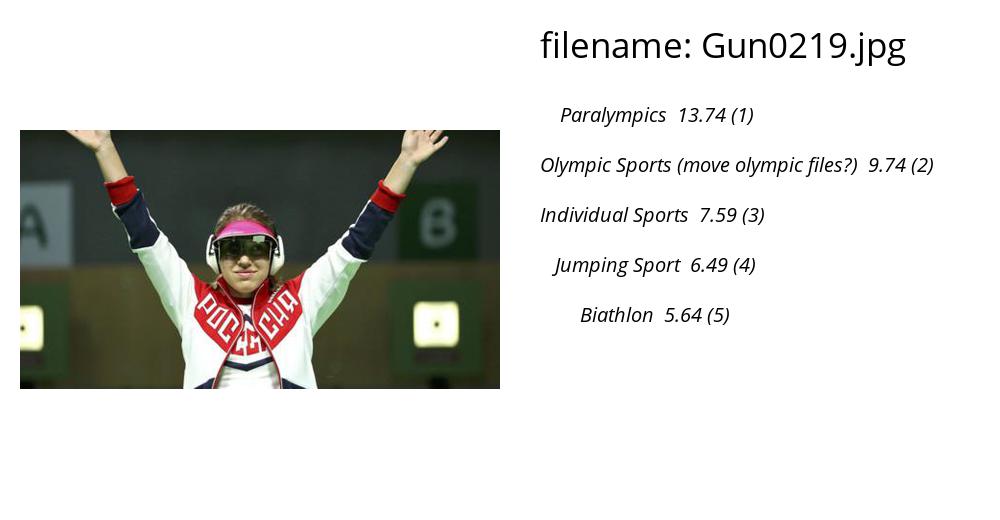 filename: Gun0219.jpg
Paralympics 13.74 (1)
Olympic Sports (move olympic files?) 9.74 (2)
Individual Sports 7.59 (3)
Jumping Sport 6.49 (4)
Biathlon 5.64 (5)
A
B
РОССИЯ
РОССИЯ